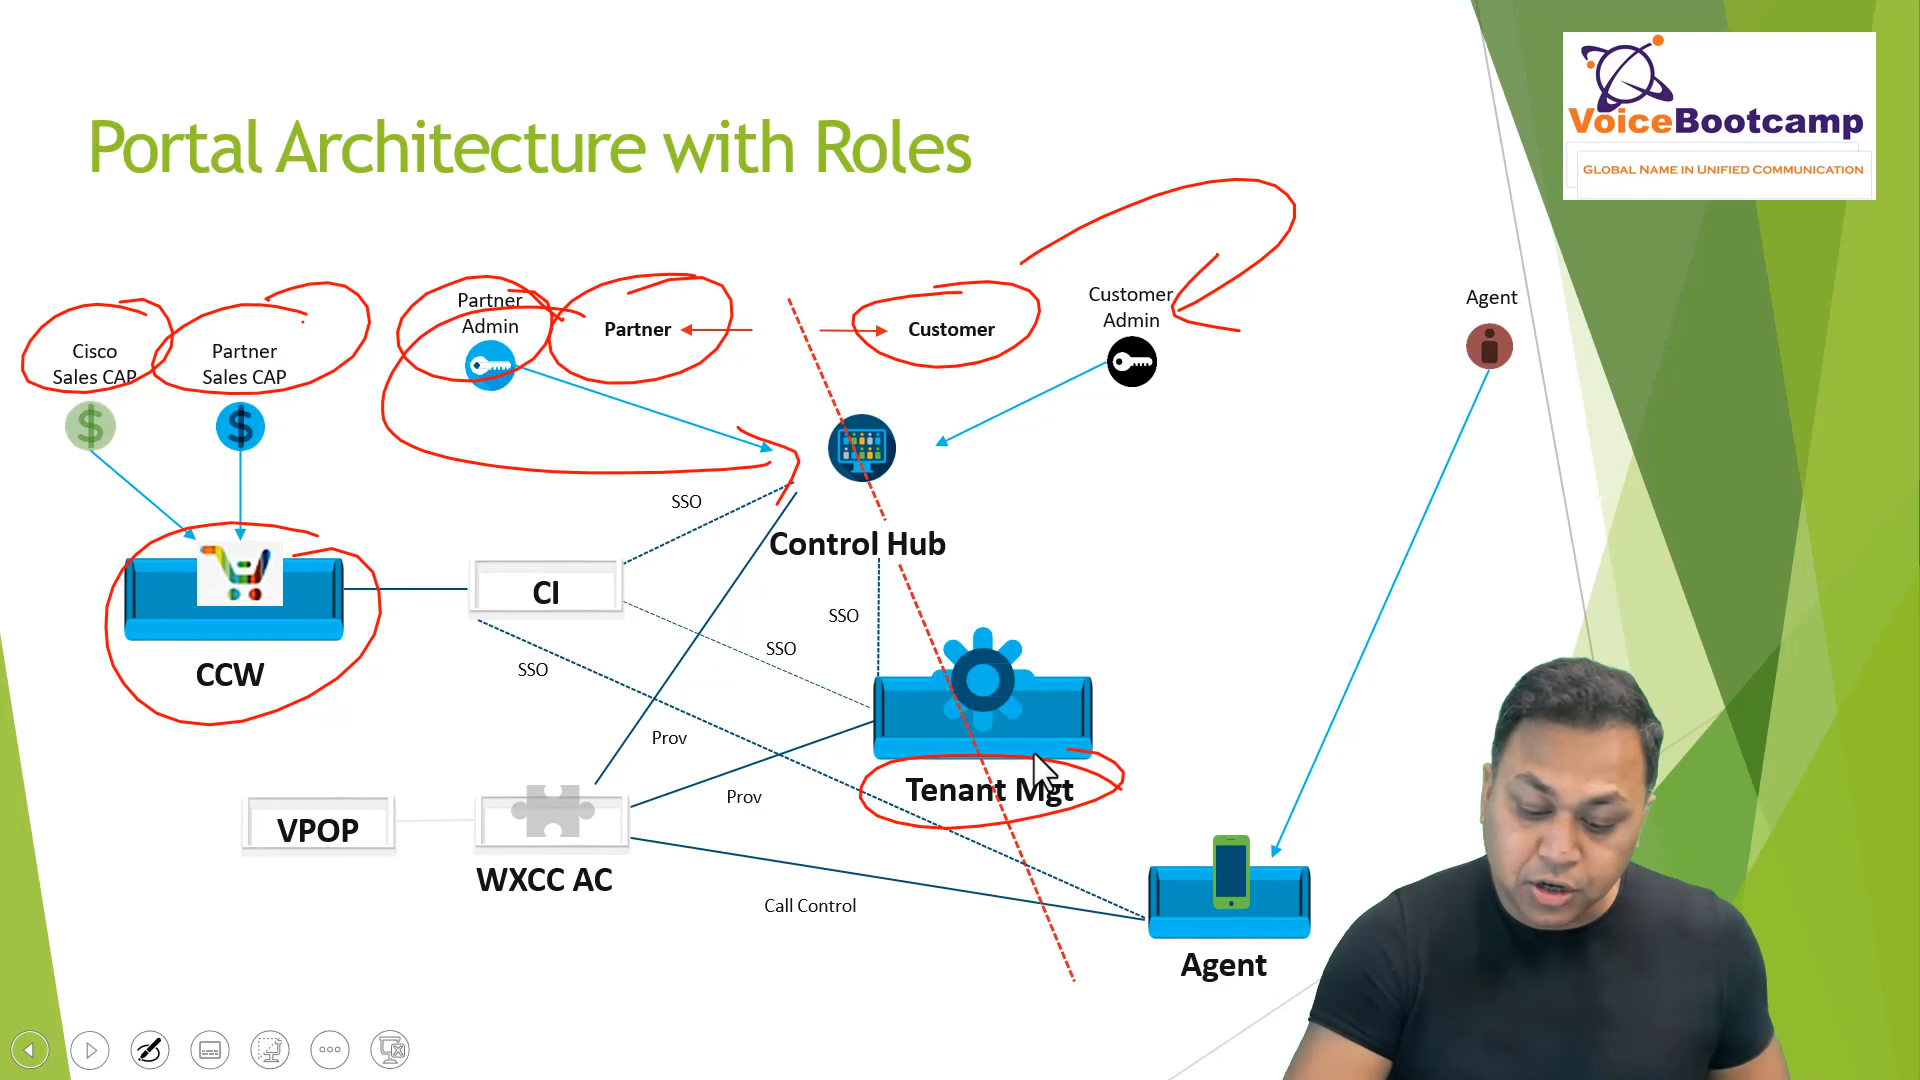 VoiceBootcamp
GLOBAL NAME IN UNIFIED COMMUNICATION
Portal Architecture with Roles
Cisco
Sales CAP
Partner
Sales CAP
Partner
Admin
Partner
Customer
Customer
Admin
Agent
SSO
Control Hub
CI
SSO
SSO
SSO
CCW
Prov
Tenant Mgt
Prov
VPOP
WXCC AC
Call Control
Agent